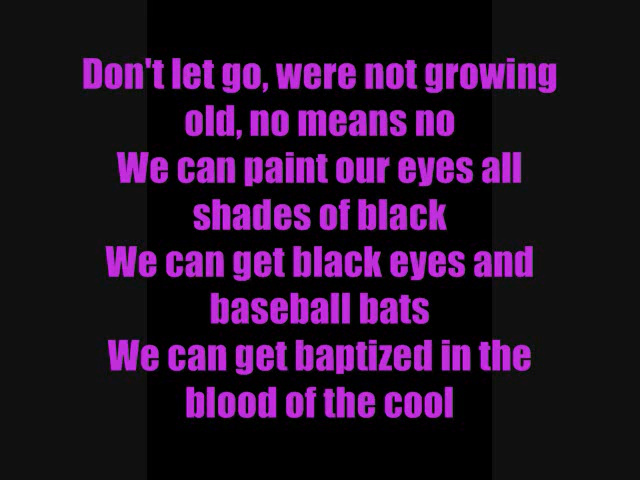 Don't let go, were not growing
old, no means no
We can paint our eyes all
shades of black
We can get black eyes and
baseball bats
We can get baptized in the
blood of the cool